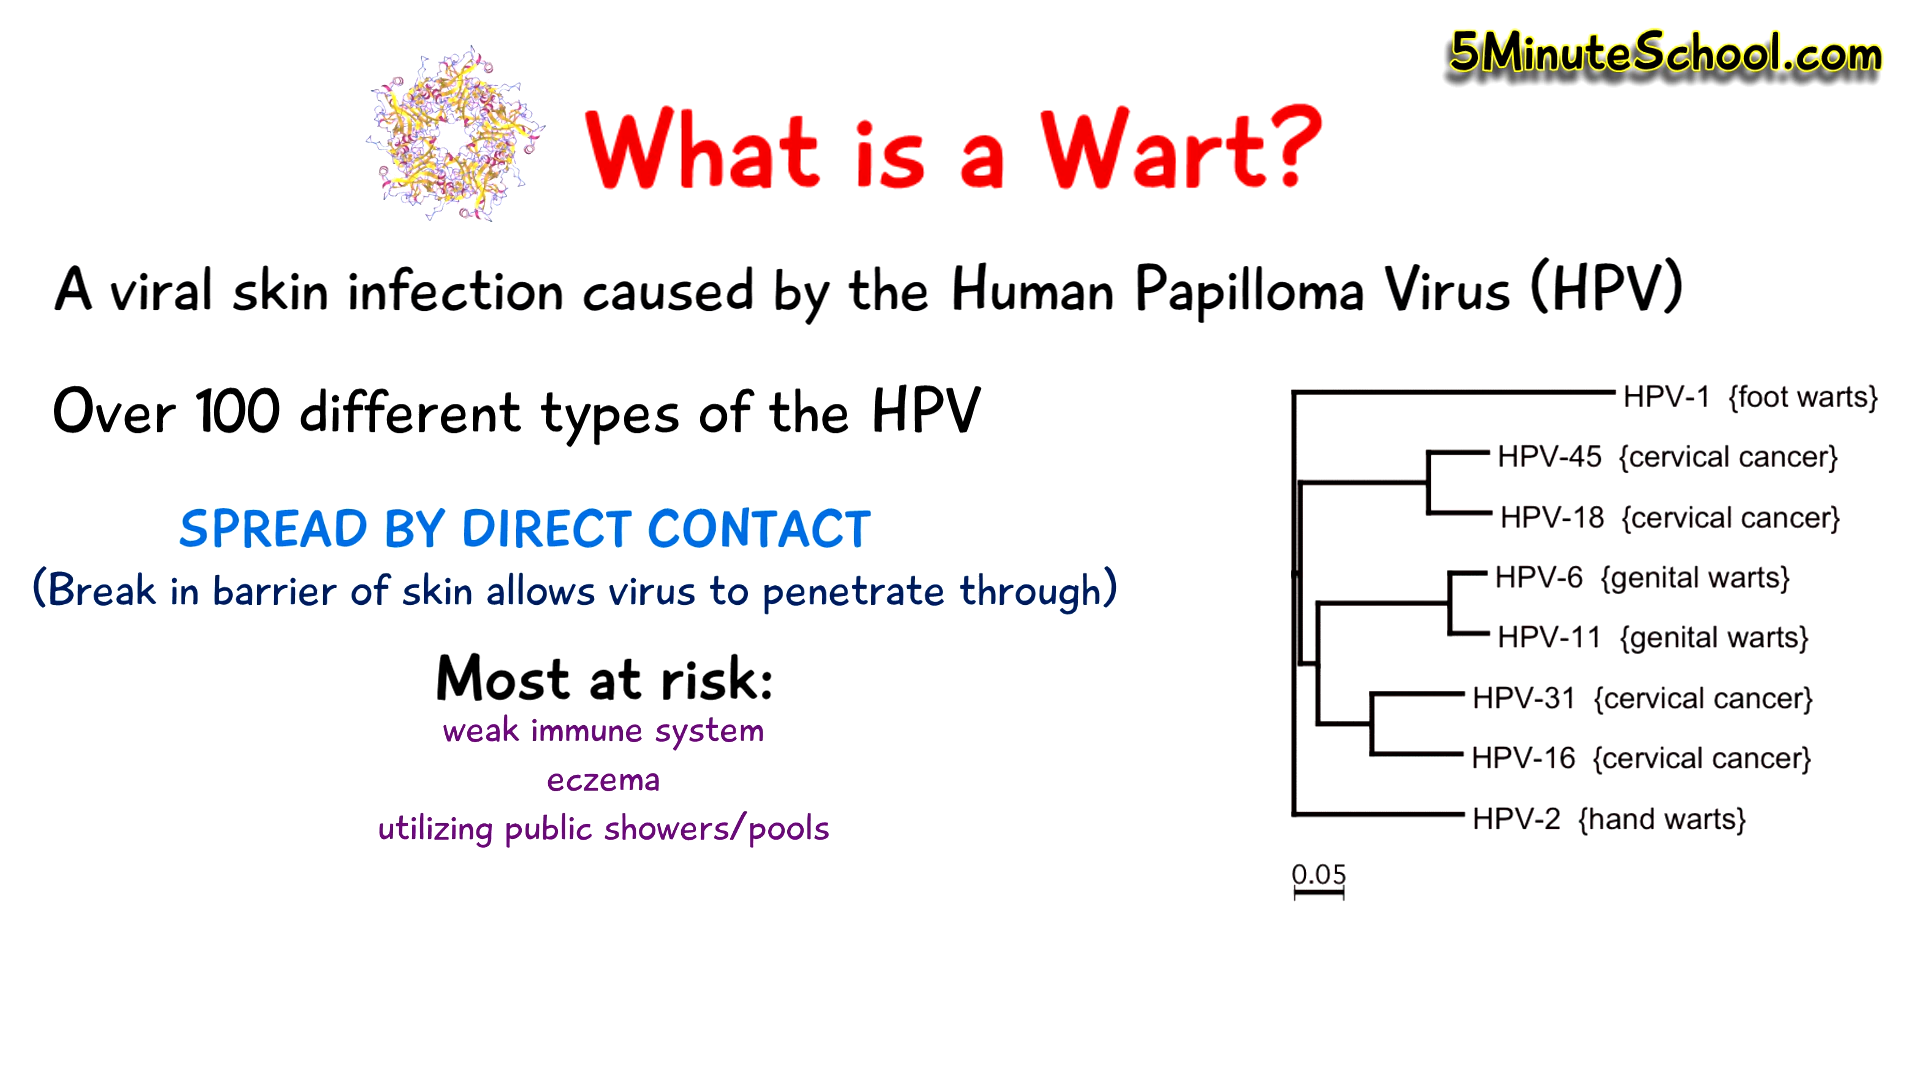 5MinuteSchool.com
What is a Wart?
A viral skin infection caused by the Human Papilloma Virus (HPV)
Over 100 different types of the HPV
SPREAD BY DIRECT CONTACT
(Break in barrier of skin allows virus to penetrate through)
Most at risk:
weak immune system
eczema
utilizing public showers/pools
HPV-1 {foot warts}
HPV-45 {cervical cancer}
HPV-18 {cervical cancer}
HPV-6 {genital warts}
HPV-11 {genital warts}
HPV-31 {cervical cancer}
HPV-16 {cervical cancer}
HPV-2 {hand warts}
0.05